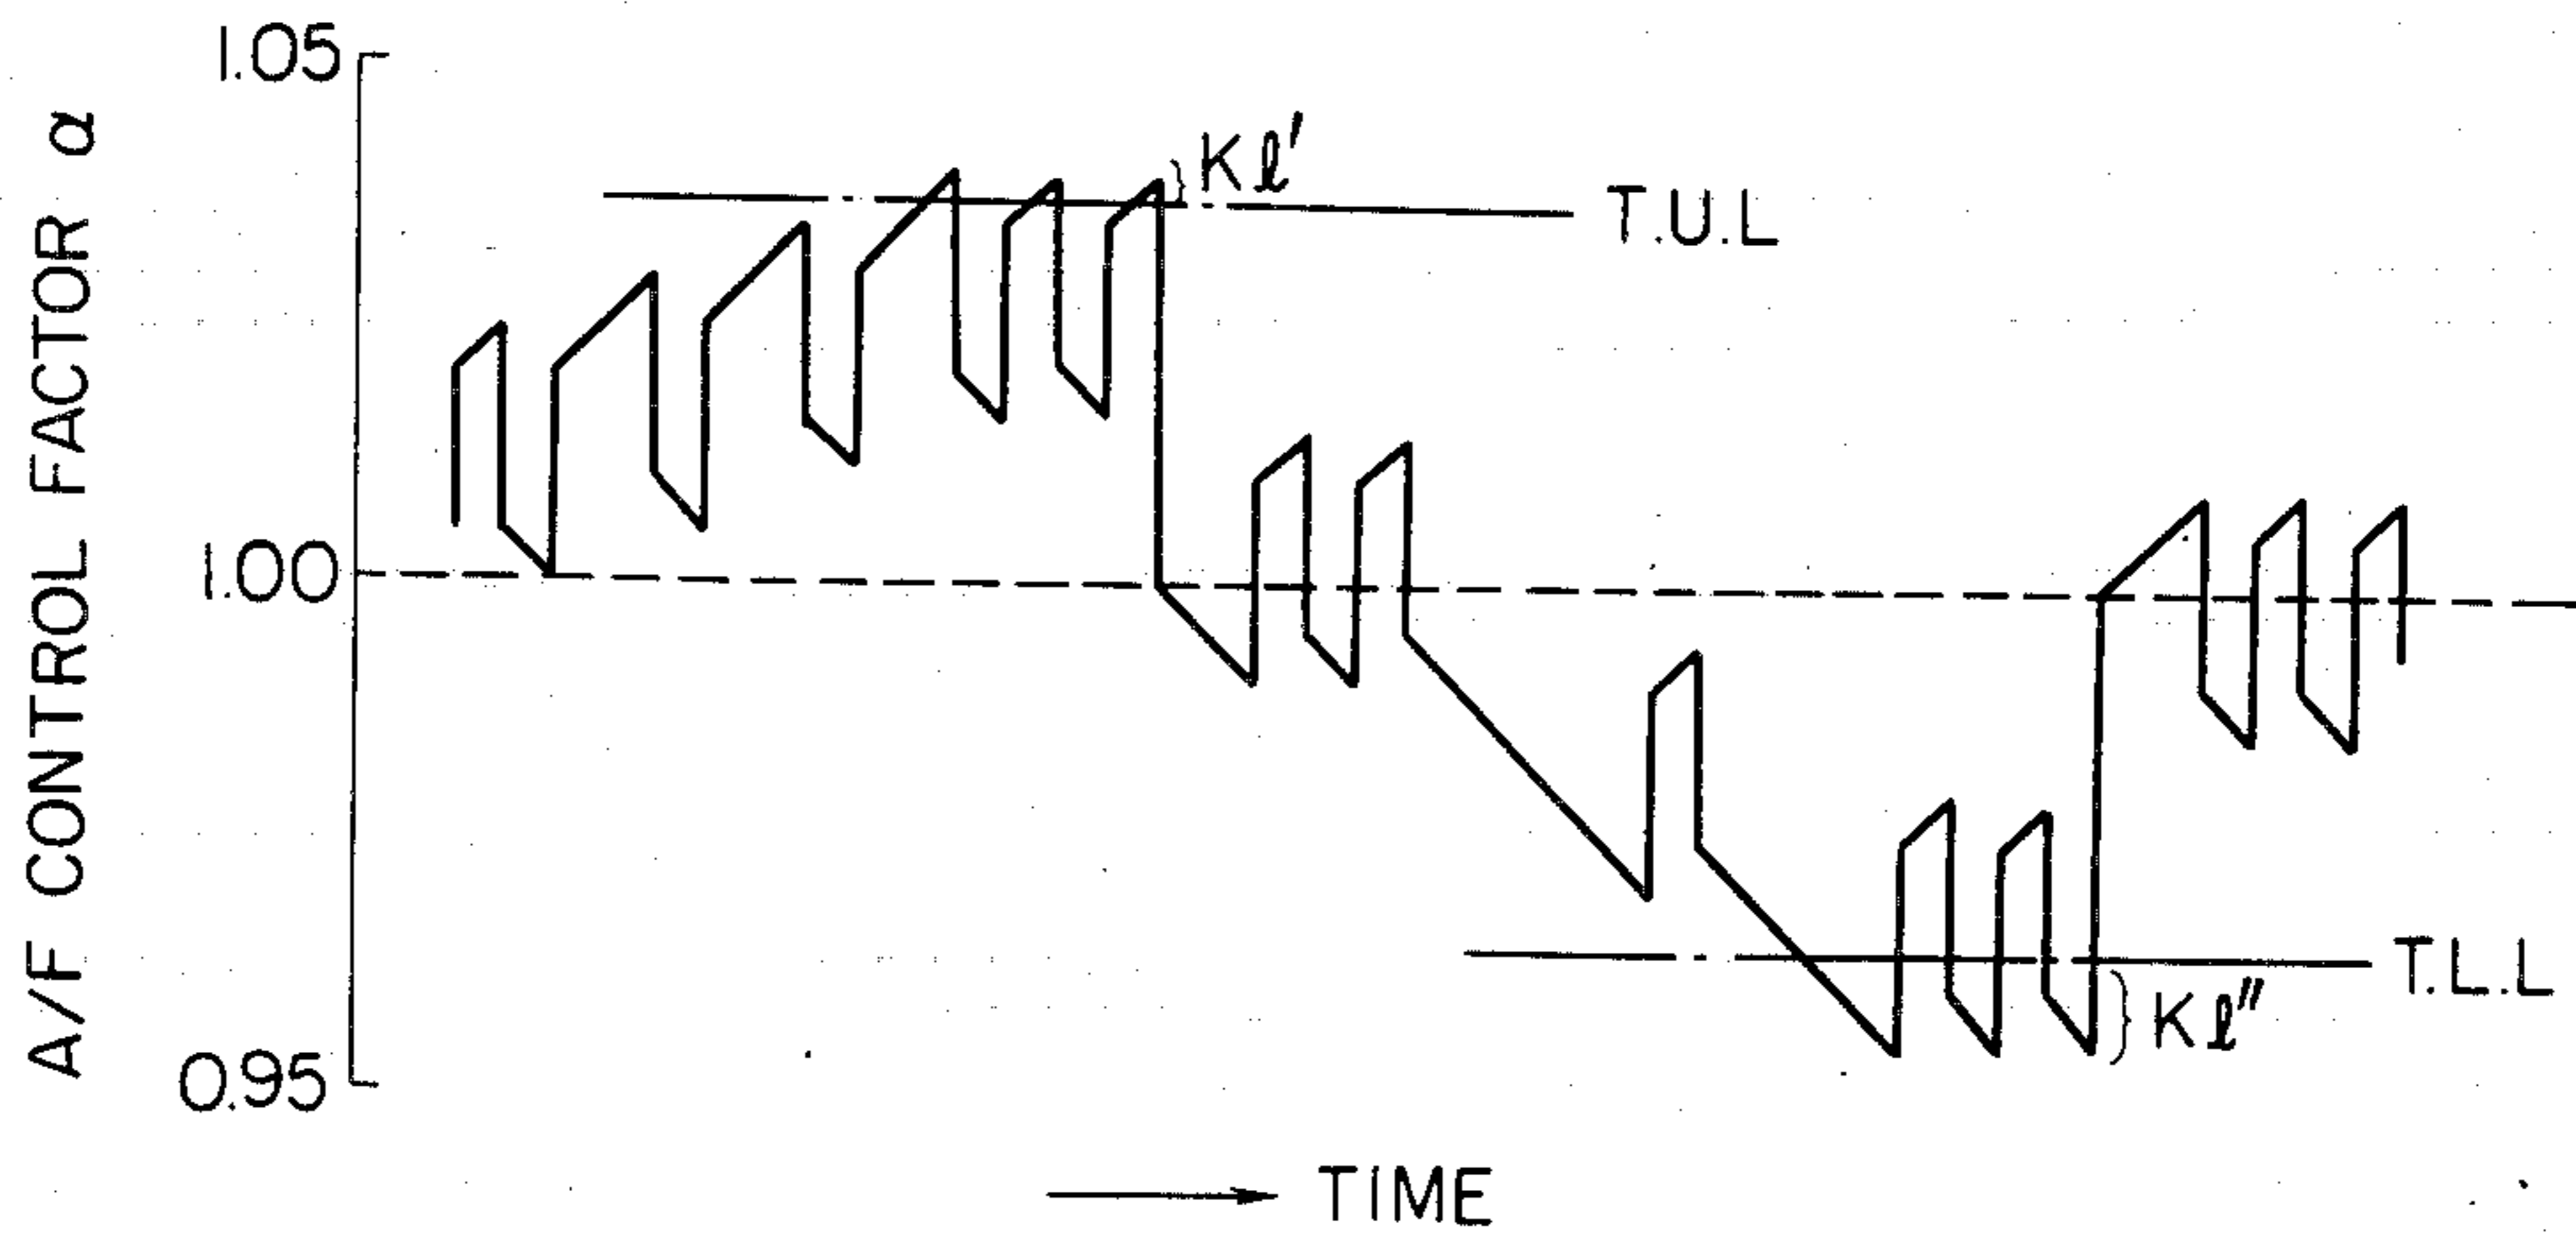 1.05
Kℓ'
T.U.L
A/F CONTROL FACTOR α
1.00
T.L.L
Kℓ"
0.95
TIME